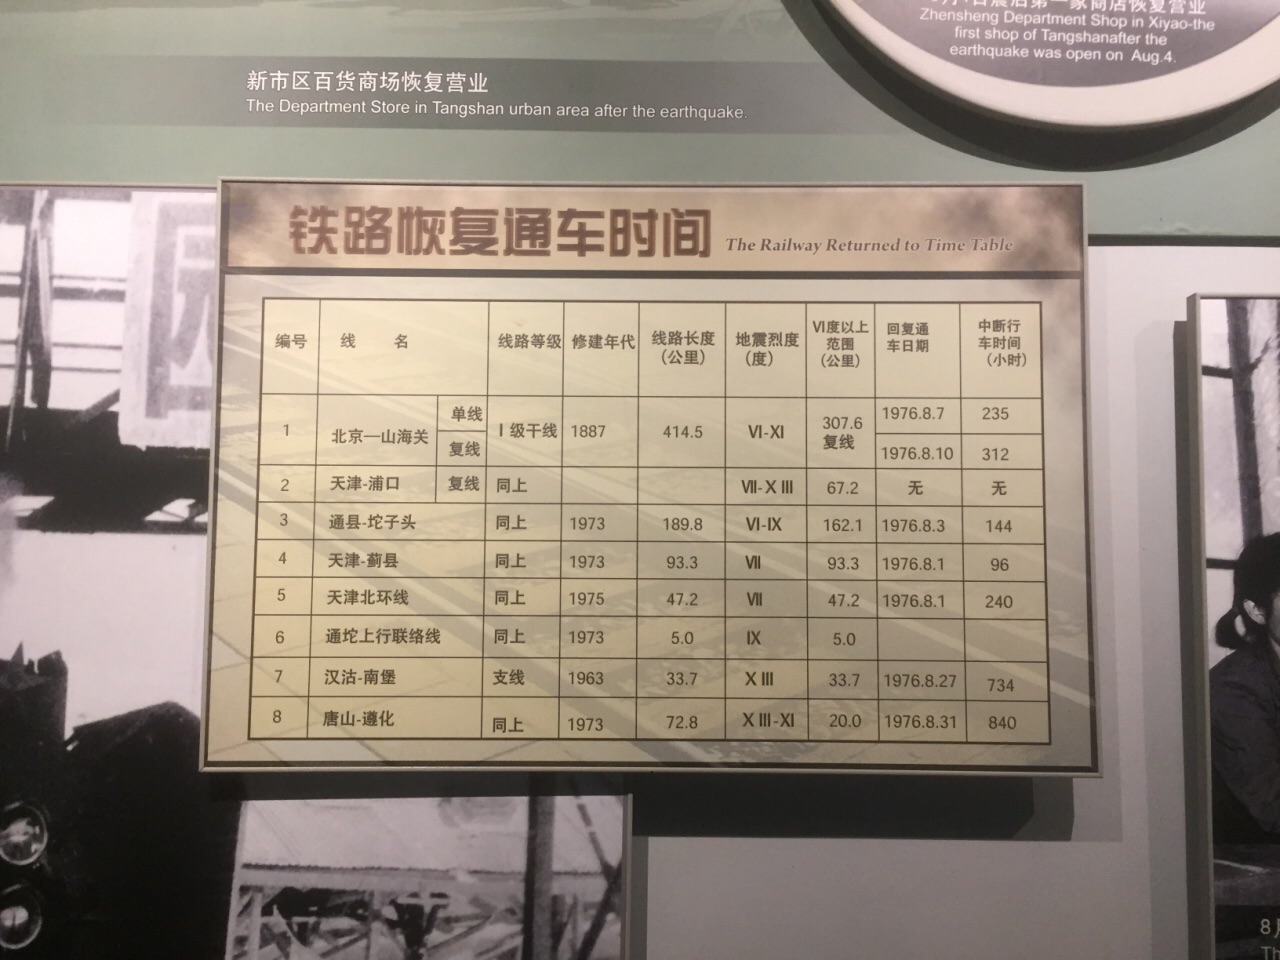 店恢复营业
Zhensheng Department Shop in Xiyao-the
first shop of Tangshanafter the
earthquake was open on Aug.4.
新市区百货商场恢复营业
The Department Store in Tangshan urban area after the earthquake.
铁路恢复通车时间 The Railway Returned to Time Table
编号 线 名 线路等级 修建年代 线路长度（公里） 地震烈度（度） Ⅵ度以上范围（公里） 回复通车日期 中断行车时间（小时）
1 北京—山海关 单线 Ⅰ级干线 1887 414.5 Ⅵ-Ⅺ 307.6 复线 1976.8.7 235
复线 1976.8.10 312
2 天津-浦口 复线 同上 Ⅶ-ⅩⅢ 67.2 无 无
3 通县-坨子头 同上 1973 189.8 Ⅵ-Ⅸ 162.1 1976.8.3 144
4 天津-蓟县 同上 1973 93.3 Ⅶ 93.3 1976.8.1 96
5 天津北环线 同上 1975 47.2 Ⅶ 47.2 1976.8.1 240
6 通坨上行联络线 同上 1973 5.0 Ⅸ 5.0
7 汉沽-南堡 支线 1963 33.7 ⅩⅢ 33.7 1976.8.27 734
8 唐山-遵化 同上 1973 72.8 ⅩⅢ-Ⅺ 20.0 1976.8.31 840
8